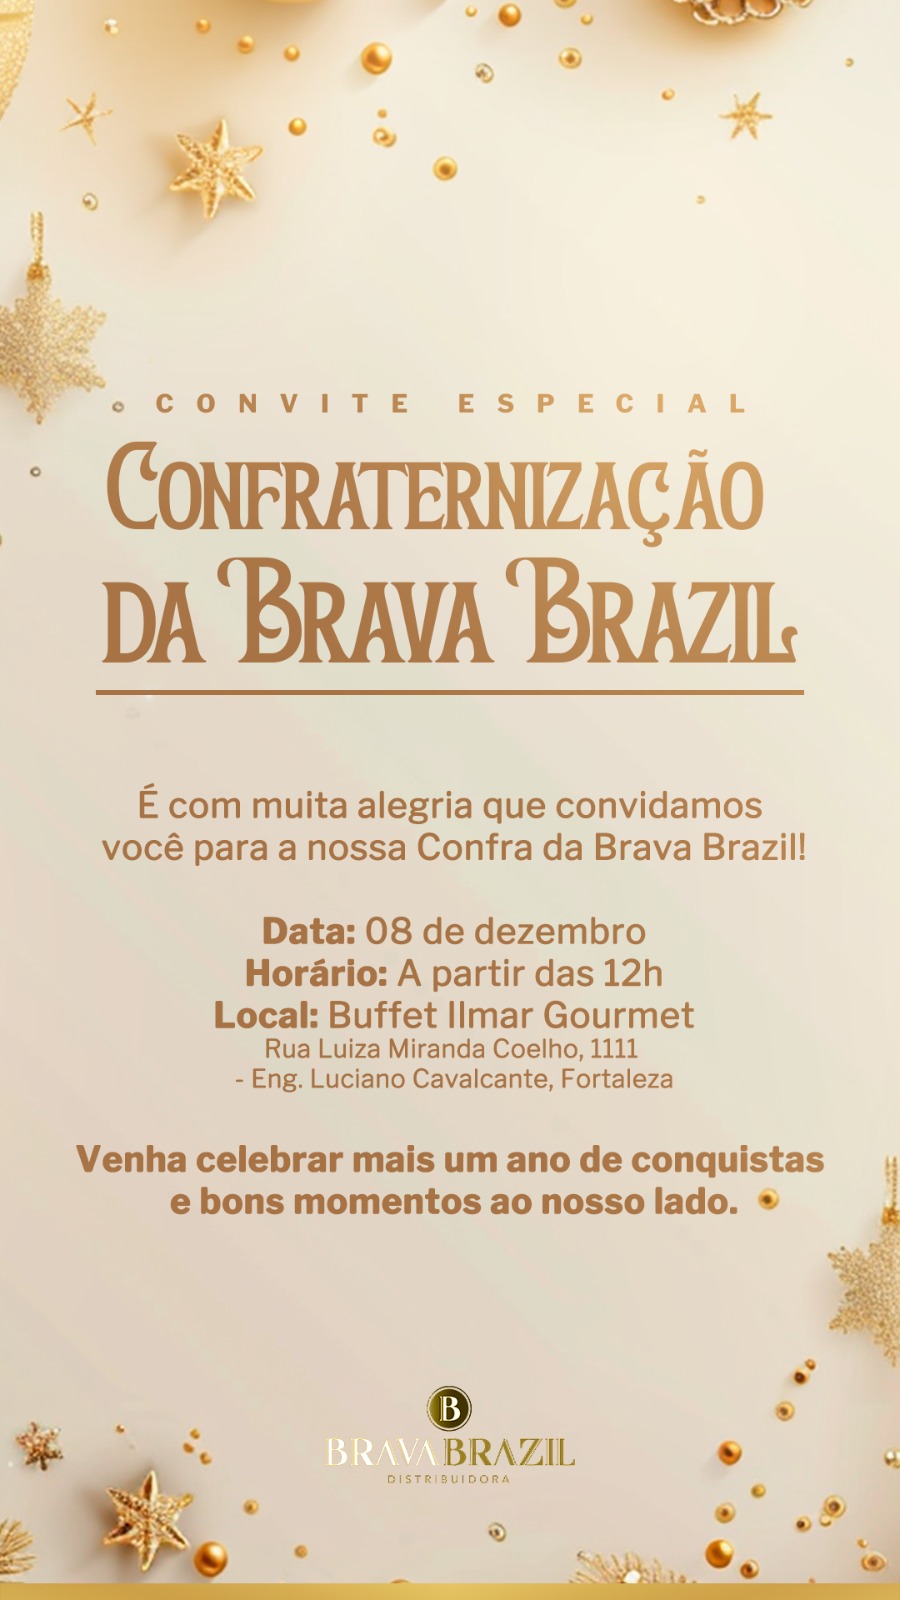 CONVITE ESPECIAL
CONFRATERNIZAÇÃO
DA BRAVA BRAZIL
É com muita alegria que convidamos
você para a nossa Confra da Brava Brazil!
Data: 08 de dezembro
Horário: A partir das 12h
Local: Buffet Ilmar Gourmet
Rua Luiza Miranda Coelho, 1111
- Eng. Luciano Cavalcante, Fortaleza
Venha celebrar mais um ano de conquistas
e bons momentos ao nosso lado.
B
BRAVABRAZIL
DISTRIBUIDORA